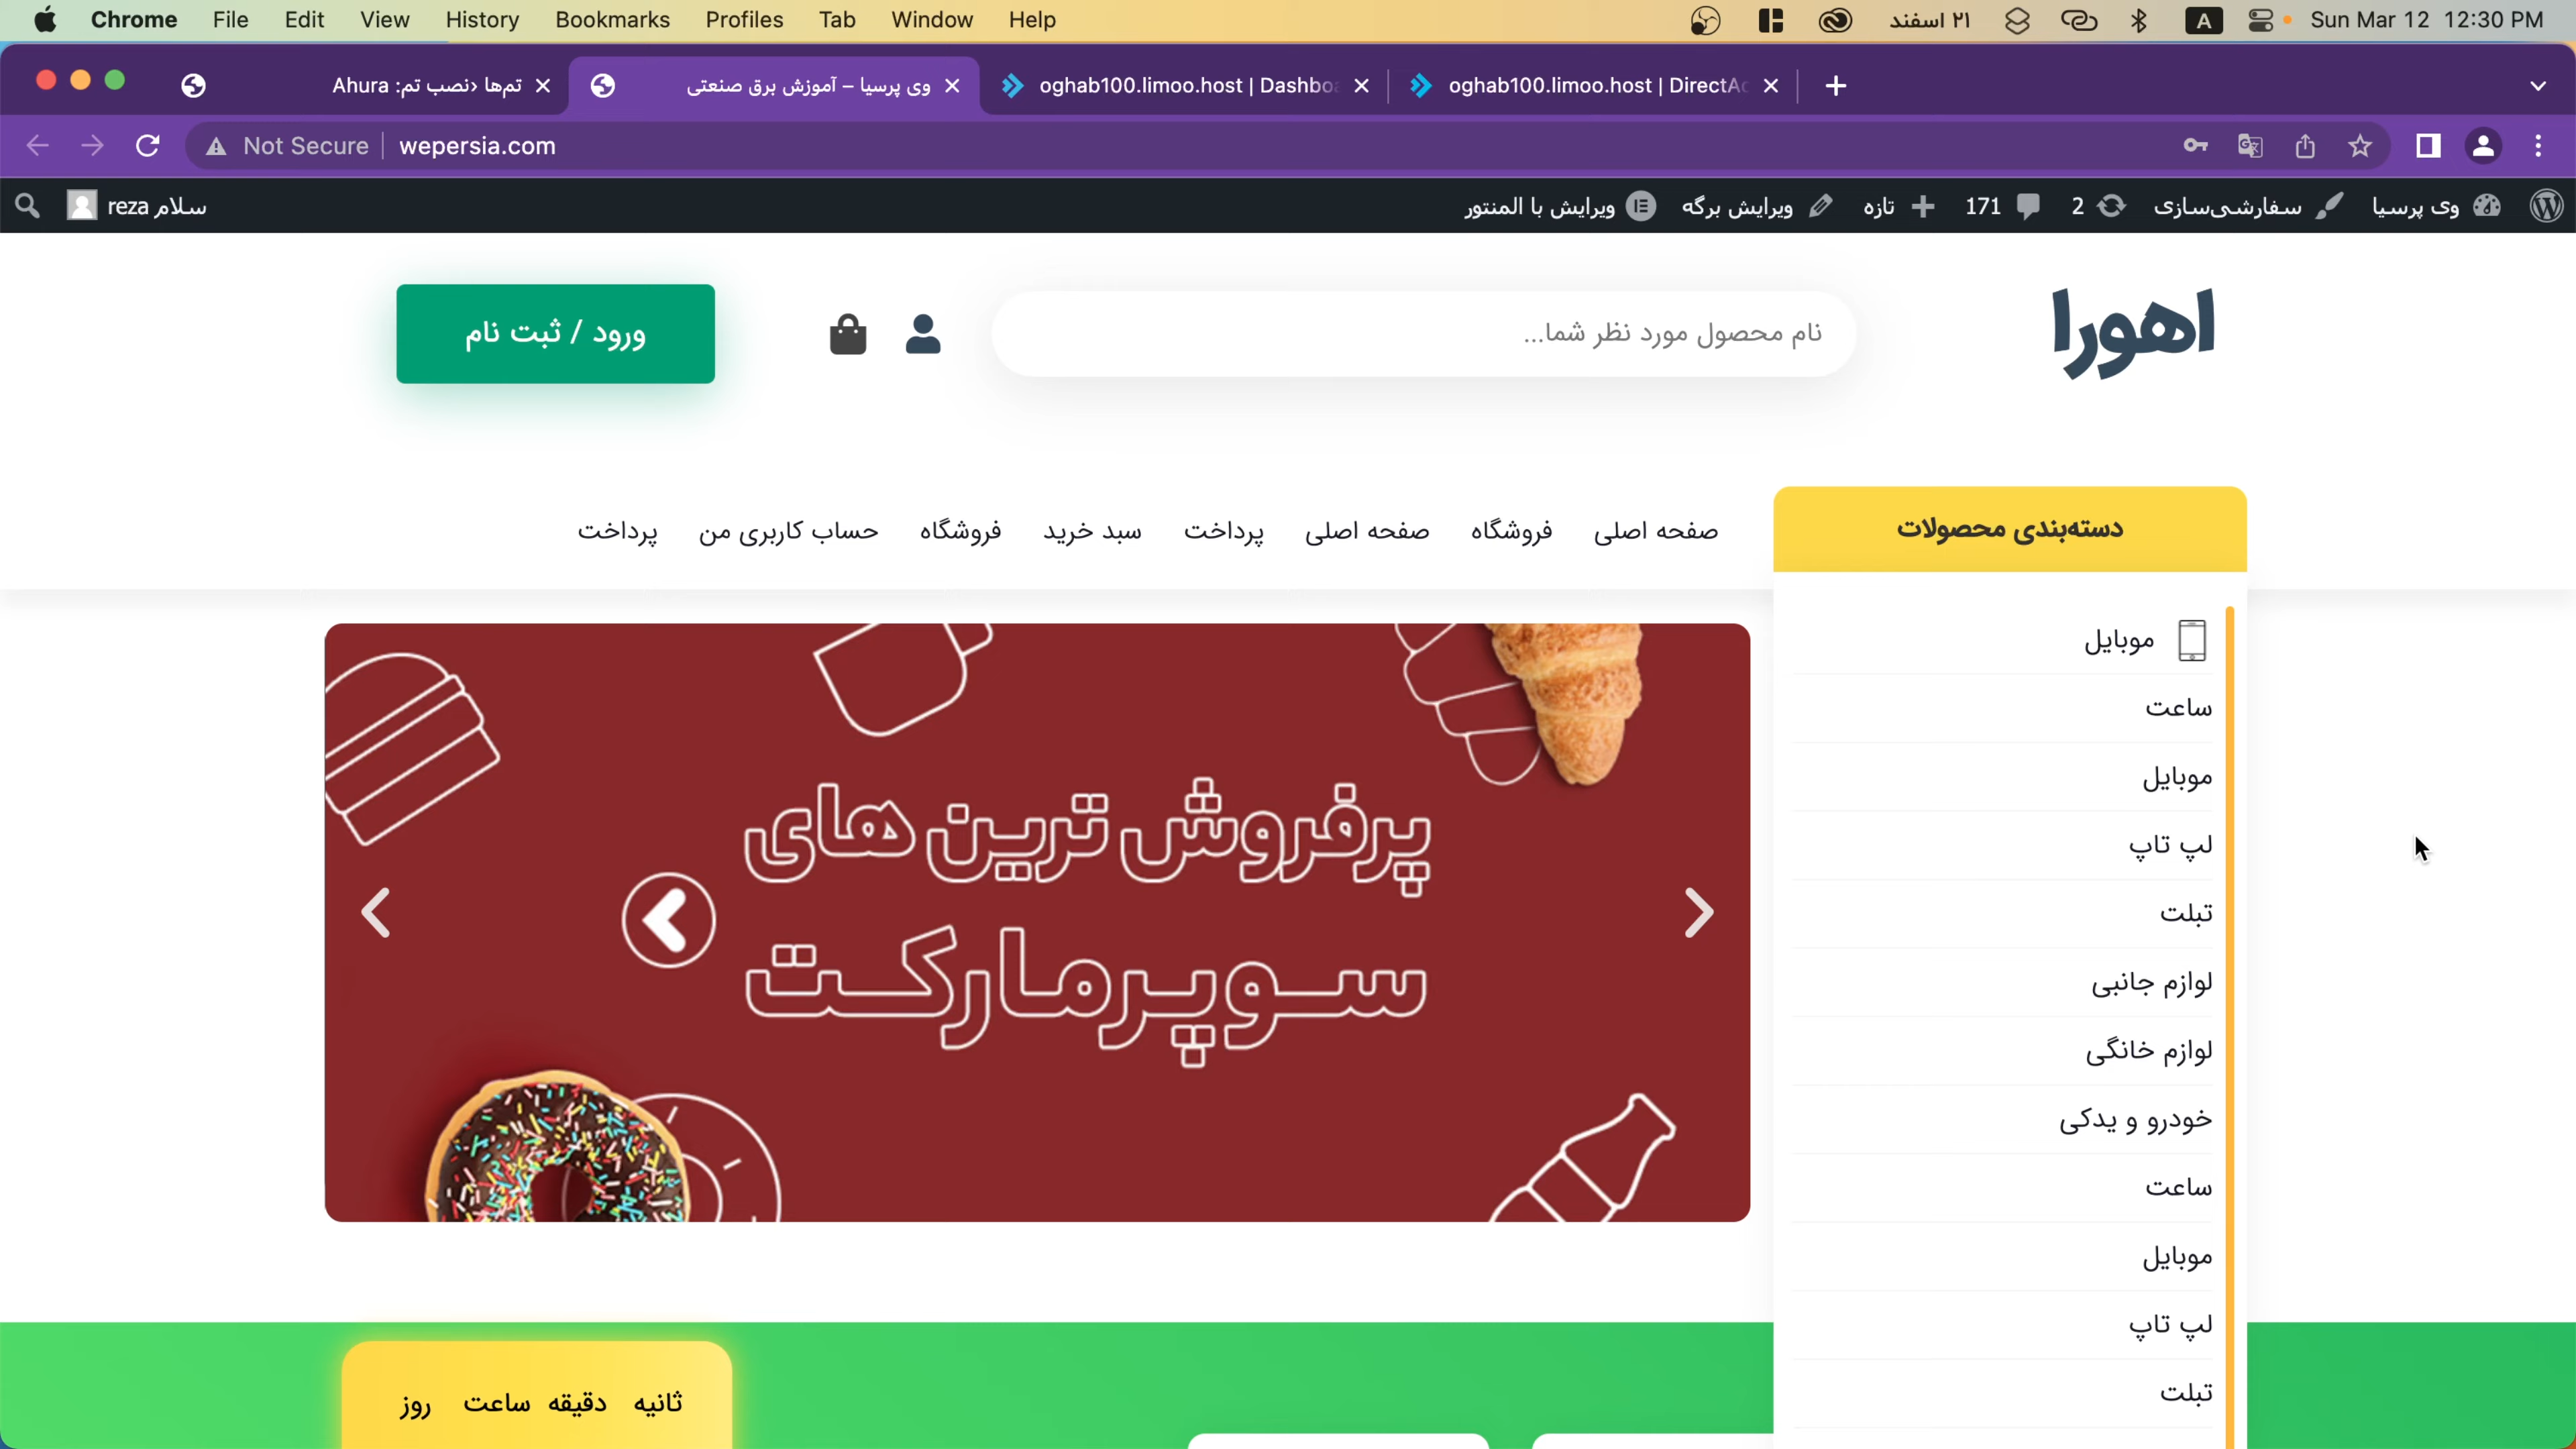 Chrome File Edit View History Bookmarks Profiles Tab Window Help ۲۱ اسفند A Sun Mar 12 12:30 PM
تم‌ها ‹نصب تم: Ahura
وی پرسیا – آموزش برق صنعتی
oghab100.limoo.host | Dashboa
oghab100.limoo.host | DirectAd
Not Secure wepersia.com
وی پرسیا سفارشی‌سازی 2 171 تازه ویرایش برگه ویرایش با المنتور سلام reza
اهورا
نام محصول مورد نظر شما...
ورود / ثبت نام
دسته‌بندی محصولات
صفحه اصلی فروشگاه صفحه اصلی پرداخت سبد خرید فروشگاه حساب کاربری من پرداخت
موبایل
ساعت
موبایل
لپ تاپ
تبلت
لوازم جانبی
لوازم خانگی
خودرو و یدکی
ساعت
موبایل
لپ تاپ
تبلت
پرفروش ترین های
سوپرمارکت
ثانیه دقیقه ساعت روز